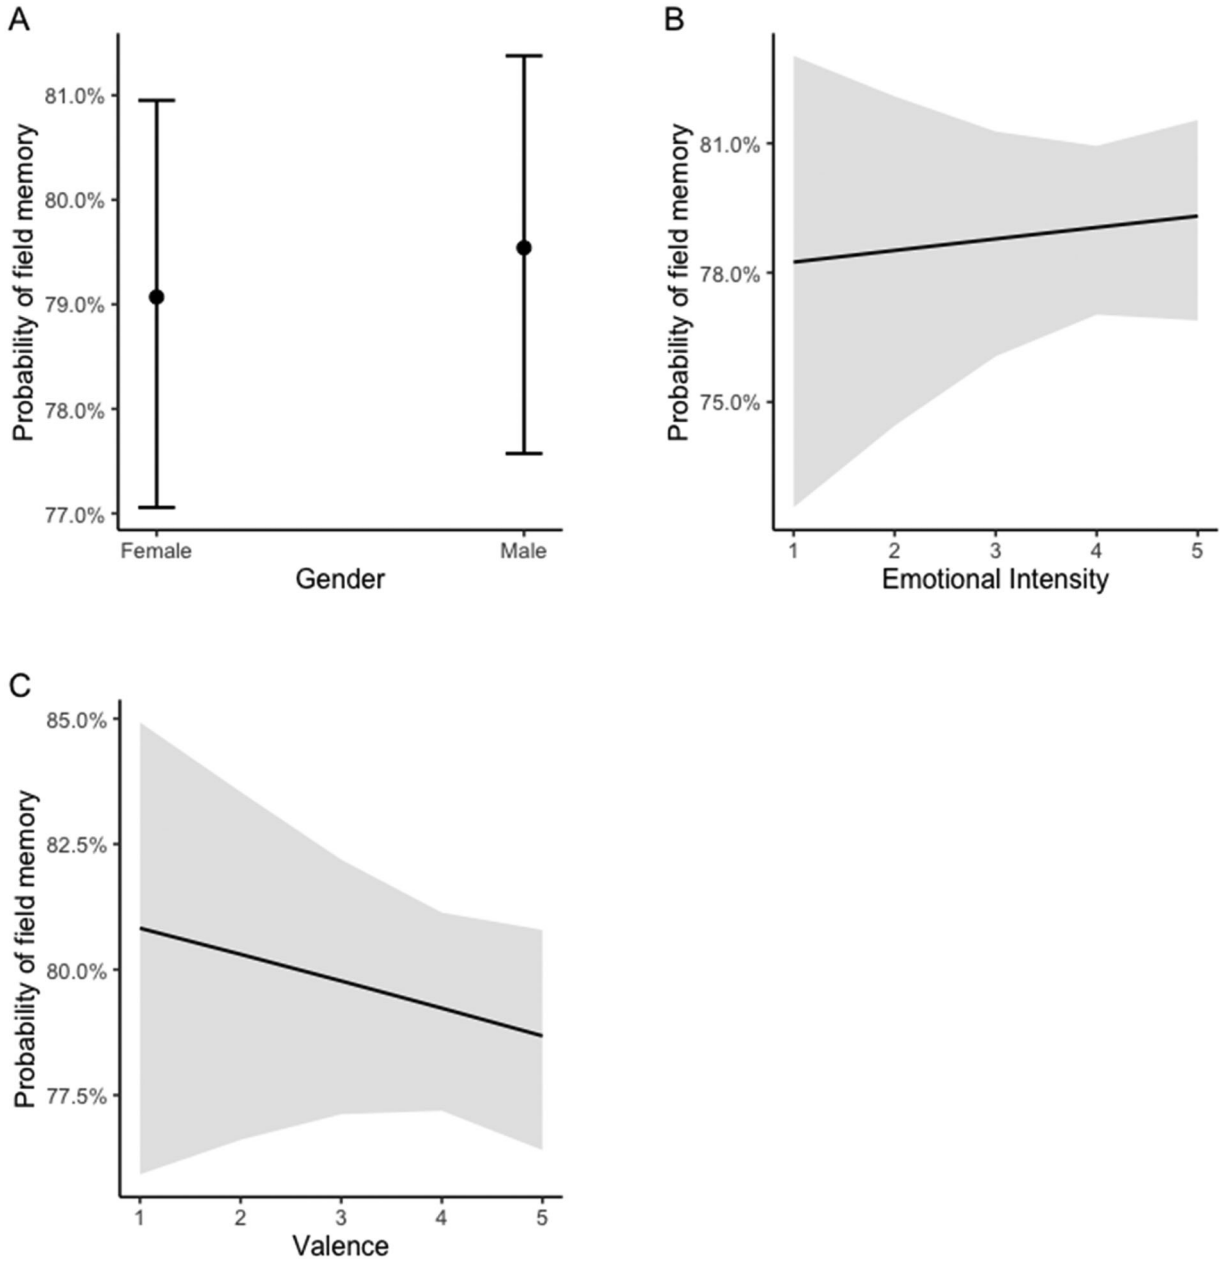 A
Probability of field memory
81.0%
80.0%
79.0%
78.0%
77.0%
Female
Male
Gender
B
Probability of field memory
81.0%
78.0%
75.0%
1
2
3
4
5
Emotional Intensity
C
Probability of field memory
85.0%
82.5%
80.0%
77.5%
1
2
3
4
5
Valence